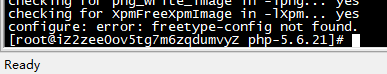 checking for png_write_image in -lpng... yes
checking for XpmFreeXpmImage in -lXpm... yes
configure: error: freetype-config not found.
[root@iZ2zee0ov5tg7m6zqdumvyZ php-5.6.21]#
Ready